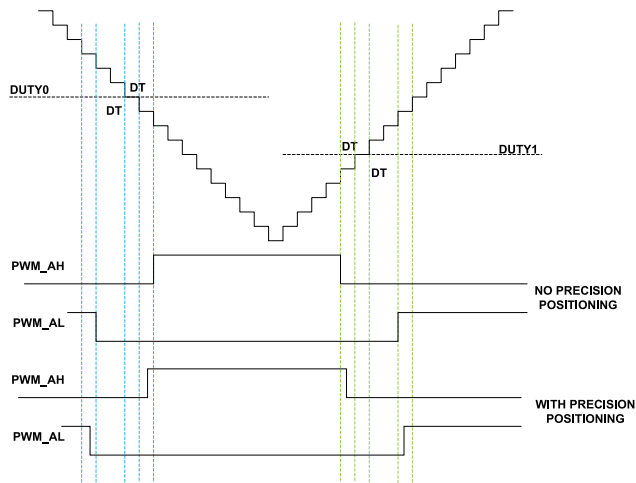 DT
DUTY0
DT
DT
DUTY1
DT
PWM_AH
NO PRECISION
POSITIONING
PWM_AL
PWM_AH
WITH PRECISION
POSITIONING
PWM_AL